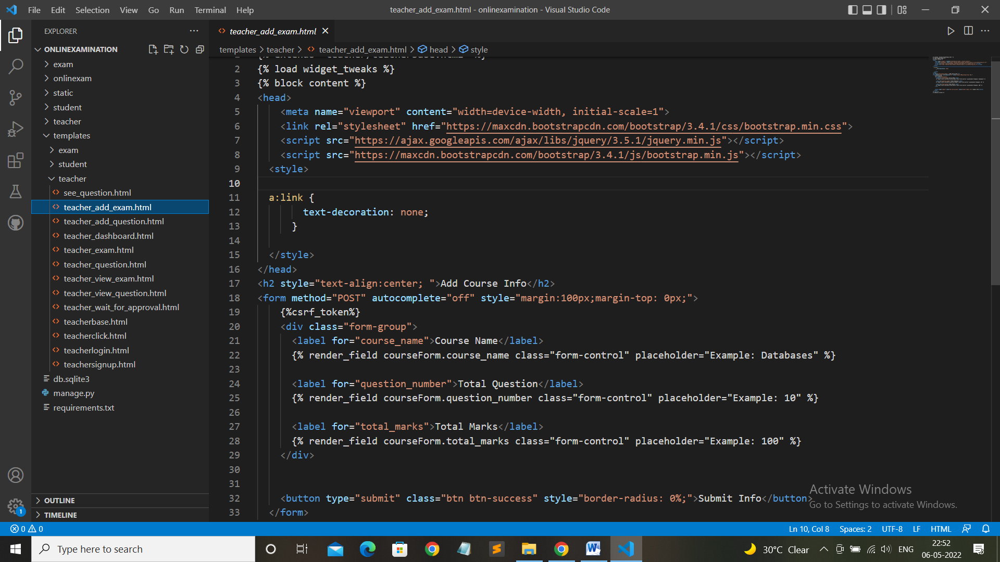 File Edit Selection View Go Run Terminal Help
teacher_add_exam.html - onlinexamination - Visual Studio Code
EXPLORER
ONLINEXAMINATION
exam
onlinexam
static
student
teacher
templates
exam
student
teacher
see_question.html
teacher_add_exam.html
teacher_add_question.html
teacher_dashboard.html
teacher_exam.html
teacher_question.html
teacher_view_exam.html
teacher_view_question.html
teacher_wait_for_approval.html
teacherbase.html
teacherclick.html
teacherlogin.html
teachersignup.html
db.sqlite3
manage.py
requirements.txt
OUTLINE
TIMELINE
1
teacher_add_exam.html
templates > teacher > teacher_add_exam.html > head > style
2 {% load widget_tweaks %}
3 {% block content %}
4 <head>
5 <meta name="viewport" content="width=device-width, initial-scale=1">
6 <link rel="stylesheet" href="https://maxcdn.bootstrapcdn.com/bootstrap/3.4.1/css/bootstrap.min.css">
7 <script src="https://ajax.googleapis.com/ajax/libs/jquery/3.5.1/jquery.min.js"></script>
8 <script src="https://maxcdn.bootstrapcdn.com/bootstrap/3.4.1/js/bootstrap.min.js"></script>
9 <style>
10
11 a:link {
12 text-decoration: none;
13 }
14
15 </style>
16 </head>
17 <h2 style="text-align:center; ">Add Course Info</h2>
18 <form method="POST" autocomplete="off" style="margin:100px;margin-top: 0px;">
19 {%csrf_token%}
20 <div class="form-group">
21 <label for="course_name">Course Name</label>
22 {% render_field courseForm.course_name class="form-control" placeholder="Example: Databases" %}
23
24 <label for="question_number">Total Question</label>
25 {% render_field courseForm.question_number class="form-control" placeholder="Example: 10" %}
26
27 <label for="total_marks">Total Marks</label>
28 {% render_field courseForm.total_marks class="form-control" placeholder="Example: 100" %}
29 </div>
30
31
32 <button type="submit" class="btn btn-success" style="border-radius: 0%;">Submit Info</button>
33 </form>
Activate Windows
Go to Settings to activate Windows.
0 0
Ln 10, Col 8 Spaces: 2 UTF-8 LF HTML
Type here to search
30°C Clear
ENG
22:52
06-05-2022